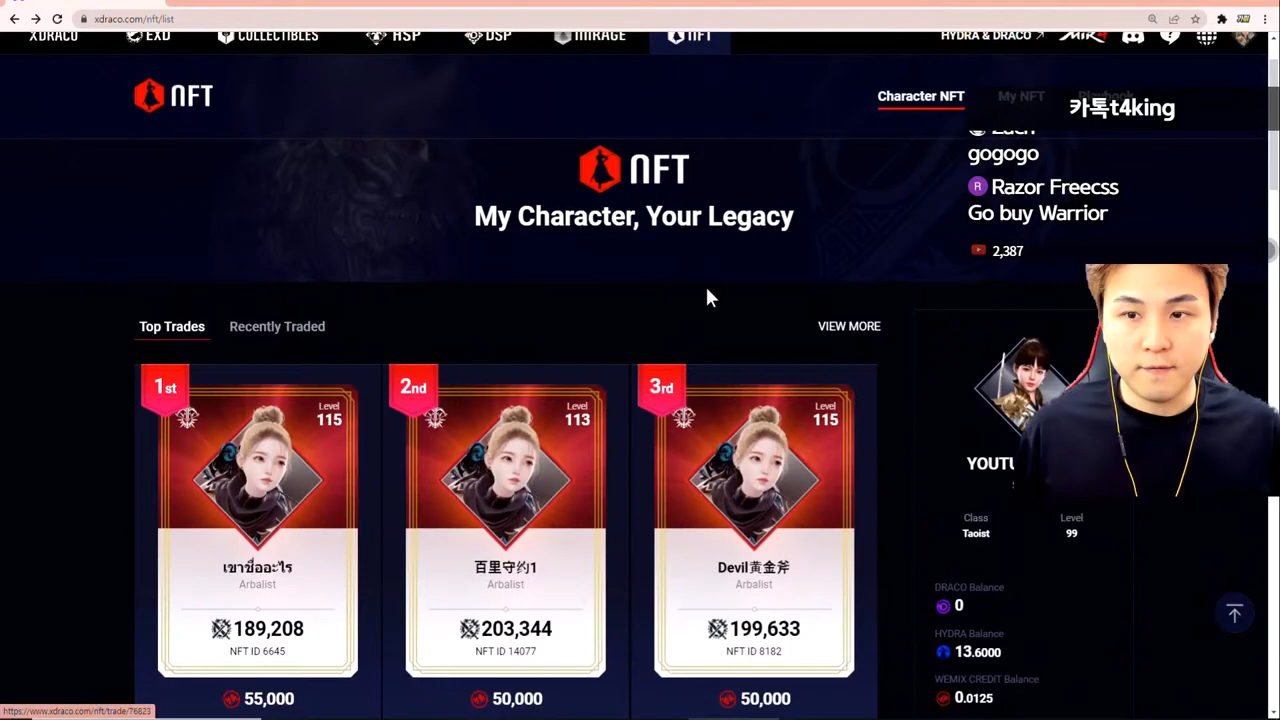 xdraco.com/nft/list
XDRACO
EXD
COLLECTIBLES
HSP
DSP
MIRAGE
NFT
HYDRA & DRACO
MIR4
NFT
Character NFT
My NFT
Playbook
카톡t4king
Zach
gogogo
NFT
My Character, Your Legacy
R
Razor Freecss
Go buy Warrior
2,387
Top Trades
Recently Traded
VIEW MORE
1st
Level
115
เขาชื่ออะไร
Arbalist
189,208
NFT ID 6645
55,000
2nd
Level
113
百里守约1
Arbalist
203,344
NFT ID 14077
50,000
3rd
Level
115
Devil黄金斧
Arbalist
199,633
NFT ID 8182
50,000
YOUTU
Class
Level
Taoist
99
DRACO Balance
0
HYDRA Balance
13.6000
WEMIX CREDIT Balance
0.0125
https://www.xdraco.com/nft/trade/76823